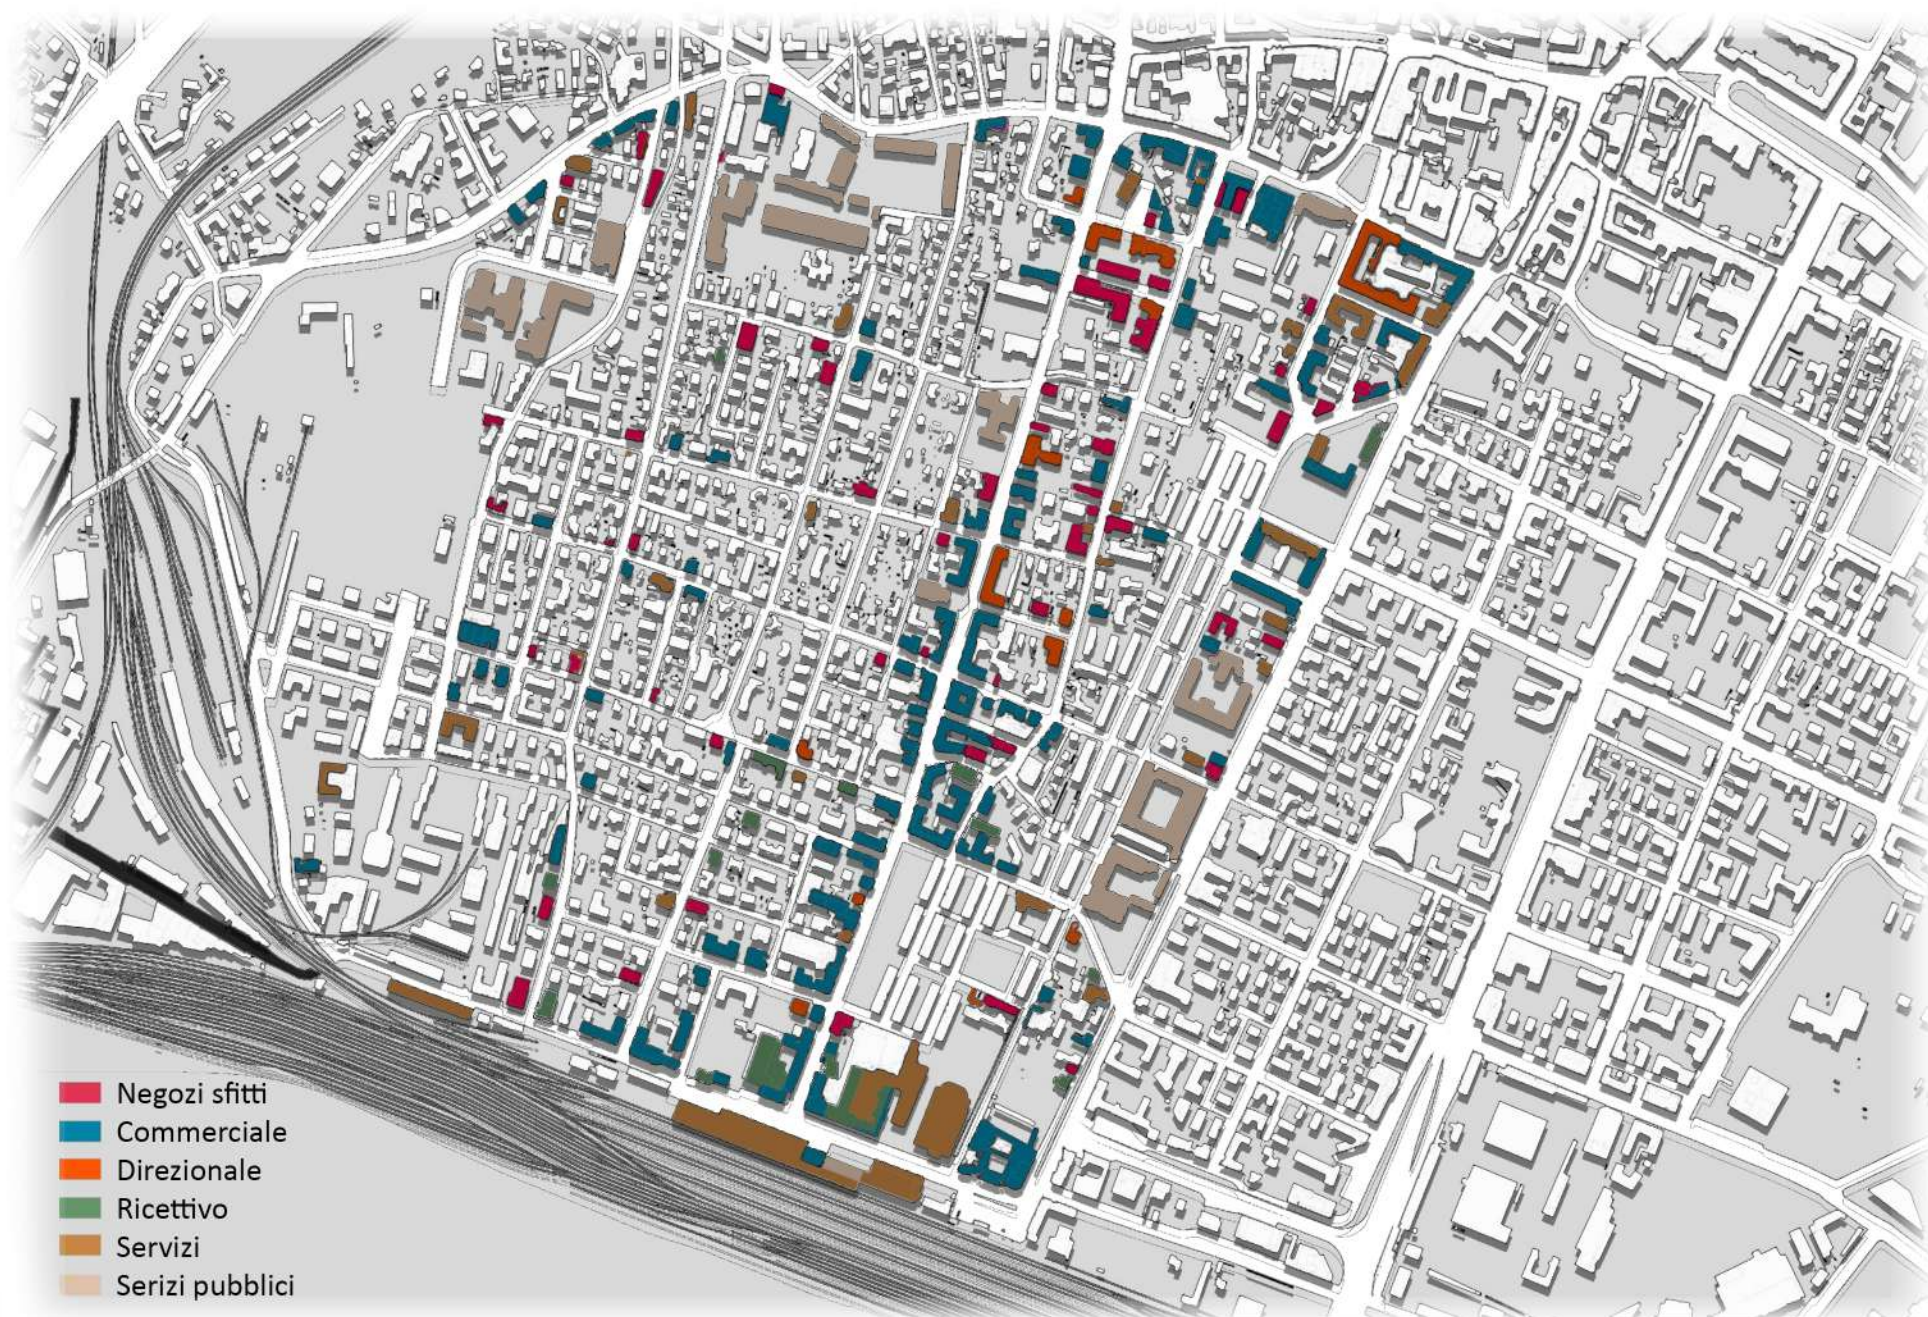 Negozi sfitti
Commerciale
Direzionale
Ricettivo
Servizi
Serizi pubblici